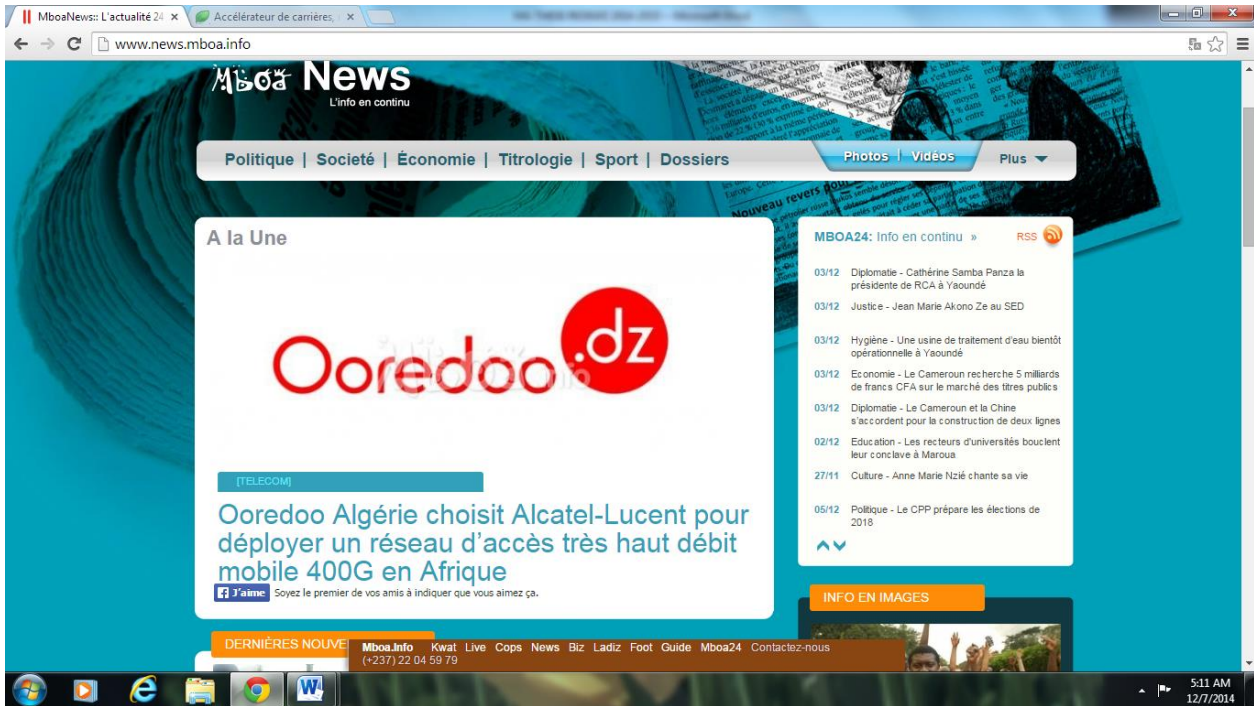 MboaNews:: L'actualité 24
Accélérateur de carrières,
www.news.mboa.info
Mboa News
L'info en continu
Politique | Societé | Économie | Titrologie | Sport | Dossiers
Photos | Vidéos
Plus
A la Une
Ooredoo.dz
[TELECOM]
Ooredoo Algérie choisit Alcatel-Lucent pour
déployer un réseau d'accès très haut débit
mobile 400G en Afrique
J'aime Soyez le premier de vos amis à indiquer que vous aimez ça.
DERNIÈRES NOUVE
MBOA24: Info en continu »
RSS
03/12 Diplomatie - Cathérine Samba Panza la
présidente de RCA à Yaoundé
03/12 Justice - Jean Marie Akono Ze au SED
03/12 Hygiène - Une usine de traitement d'eau bientôt
opérationnelle à Yaoundé
03/12 Economie - Le Cameroun recherche 5 milliards
de francs CFA sur le marché des titres publics
03/12 Diplomatie - Le Cameroun et la Chine
s'accordent pour la construction de deux lignes
02/12 Education - Les recteurs d'universités bouclent
leur conclave à Maroua
27/11 Culture - Anne Marie Nzié chante sa vie
05/12 Politique - Le CPP prépare les élections de
2018
INFO EN IMAGES
Mboa.Info Kwat Live Cops News Biz Ladiz Foot Guide Mboa24 Contactez-nous
(+237) 22 04 59 79
5:11 AM
12/7/2014